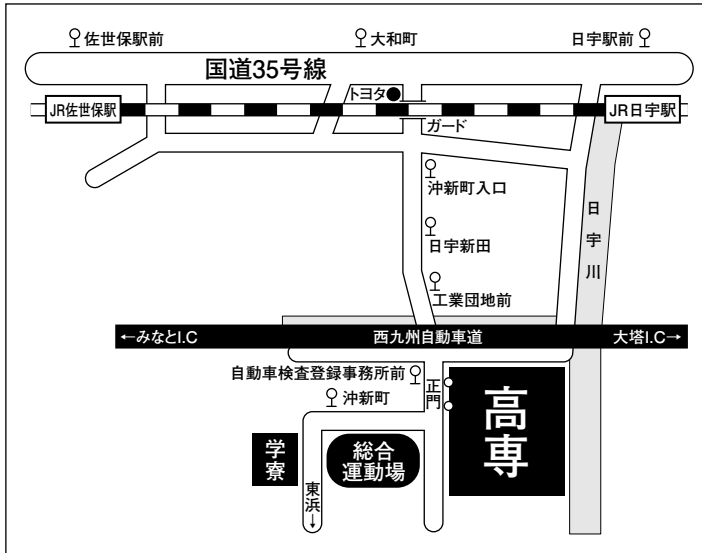 佐世保駅前
大和町
日宇駅前
国道35号線
トヨタ
JR佐世保駅
JR日宇駅
ガード
沖新町入口
日宇川
日宇新田
工業団地前
←みなとI.C
西九州自動車道
大塔I.C→
自動車検査登録事務所前
正門
沖新町
高専
学寮
総合
運動場
東浜→